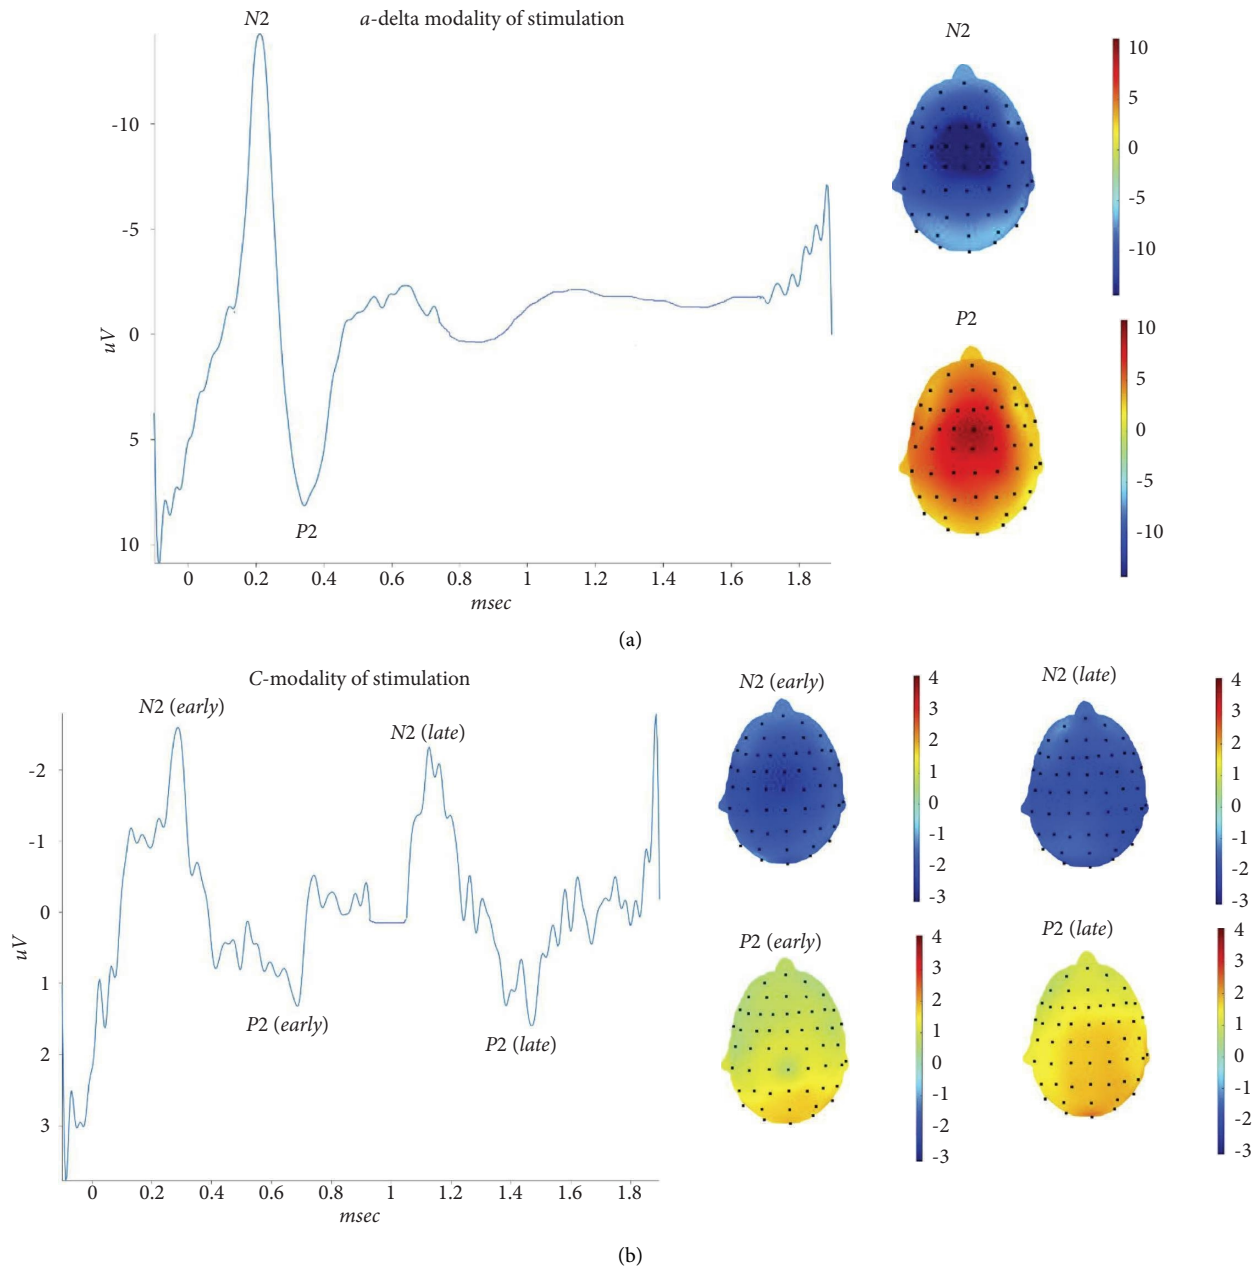 N2
a-delta modality of stimulation
-10
-5
0
5
10
uV
P2
0 0.2 0.4 0.6 0.8 1 1.2 1.4 1.6 1.8
msec
N2
10
5
0
-5
-10
P2
10
5
0
-5
-10
(a)
C-modality of stimulation
N2 (early)
N2 (late)
-2
-1
0
1
2
3
uV
P2 (early)
P2 (late)
0 0.2 0.4 0.6 0.8 1 1.2 1.4 1.6 1.8
msec
N2 (early)
4
3
2
1
0
-1
-2
-3
N2 (late)
4
3
2
1
0
-1
-2
-3
P2 (early)
4
3
2
1
0
-1
-2
-3
P2 (late)
4
3
2
1
0
-1
-2
-3
(b)